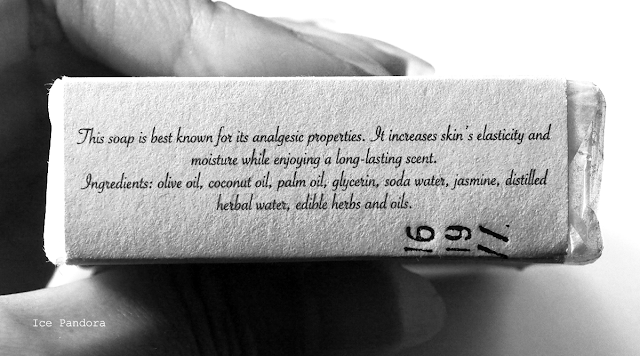 This soap is best known for its analgesic properties. It increases skin's elasticity and
moisture while enjoying a long-lasting scent.
Ingredients: olive oil, coconut oil, palm oil, glycerin, soda water, jasmine, distilled
herbal water, edible herbs and oils.
16
19
Ice Pandora